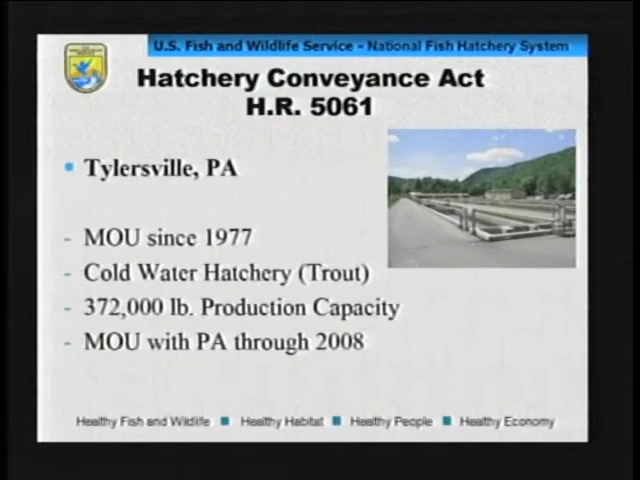 U.S. Fish and Wildlife Service - National Fish Hatchery System
Hatchery Conveyance Act
H.R. 5061
Tylersville, PA
- MOU since 1977
- Cold Water Hatchery (Trout)
- 372,000 lb. Production Capacity
- MOU with PA through 2008
Healthy Fish and Wildlife ■ Healthy Habitat ■ Healthy People ■ Healthy Economy